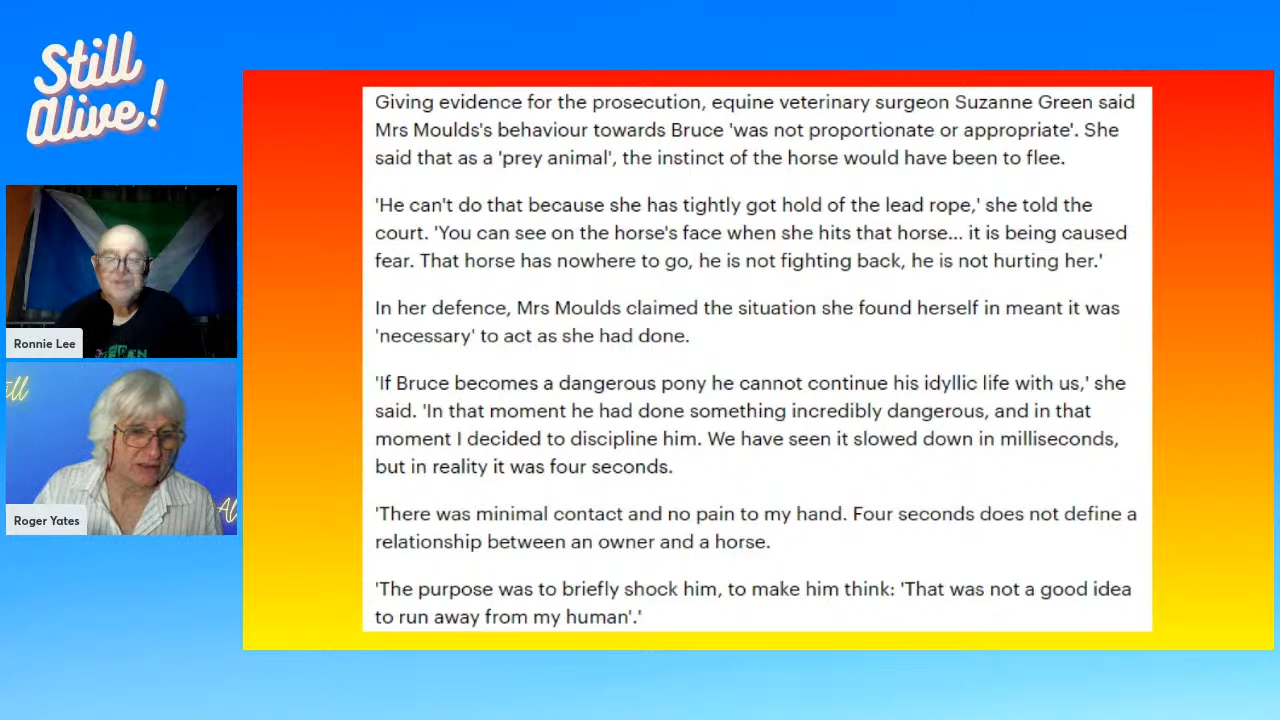 Still
Alive!
Giving evidence for the prosecution, equine veterinary surgeon Suzanne Green said
Mrs Moulds's behaviour towards Bruce 'was not proportionate or appropriate'. She
said that as a 'prey animal', the instinct of the horse would have been to flee.
'He can't do that because she has tightly got hold of the lead rope,' she told the
court. 'You can see on the horse's face when she hits that horse... it is being caused
fear. That horse has nowhere to go, he is not fighting back, he is not hurting her.'
In her defence, Mrs Moulds claimed the situation she found herself in meant it was
'necessary' to act as she had done.
'If Bruce becomes a dangerous pony he cannot continue his idyllic life with us,' she
said. 'In that moment he had done something incredibly dangerous, and in that
moment I decided to discipline him. We have seen it slowed down in milliseconds,
but in reality it was four seconds.
'There was minimal contact and no pain to my hand. Four seconds does not define a
relationship between an owner and a horse.
'The purpose was to briefly shock him, to make him think: 'That was not a good idea
to run away from my human'.'
Ronnie Lee
Roger Yates